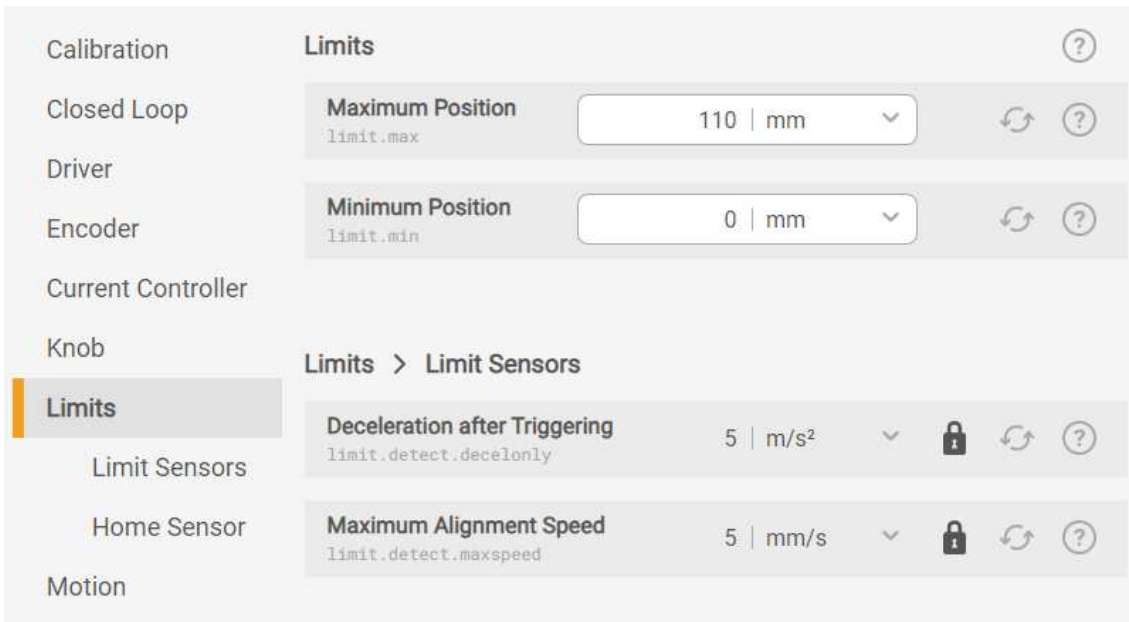 Calibration
Closed Loop
Driver
Encoder
Current Controller
Knob
Limits
Limit Sensors
Home Sensor
Motion
Limits
Maximum Position
limit.max
110 | mm
Minimum Position
limit.min
0 | mm
Limits > Limit Sensors
Deceleration after Triggering
limit.detect.decelonly
5 | m/s²
Maximum Alignment Speed
limit.detect.maxspeed
5 | mm/s